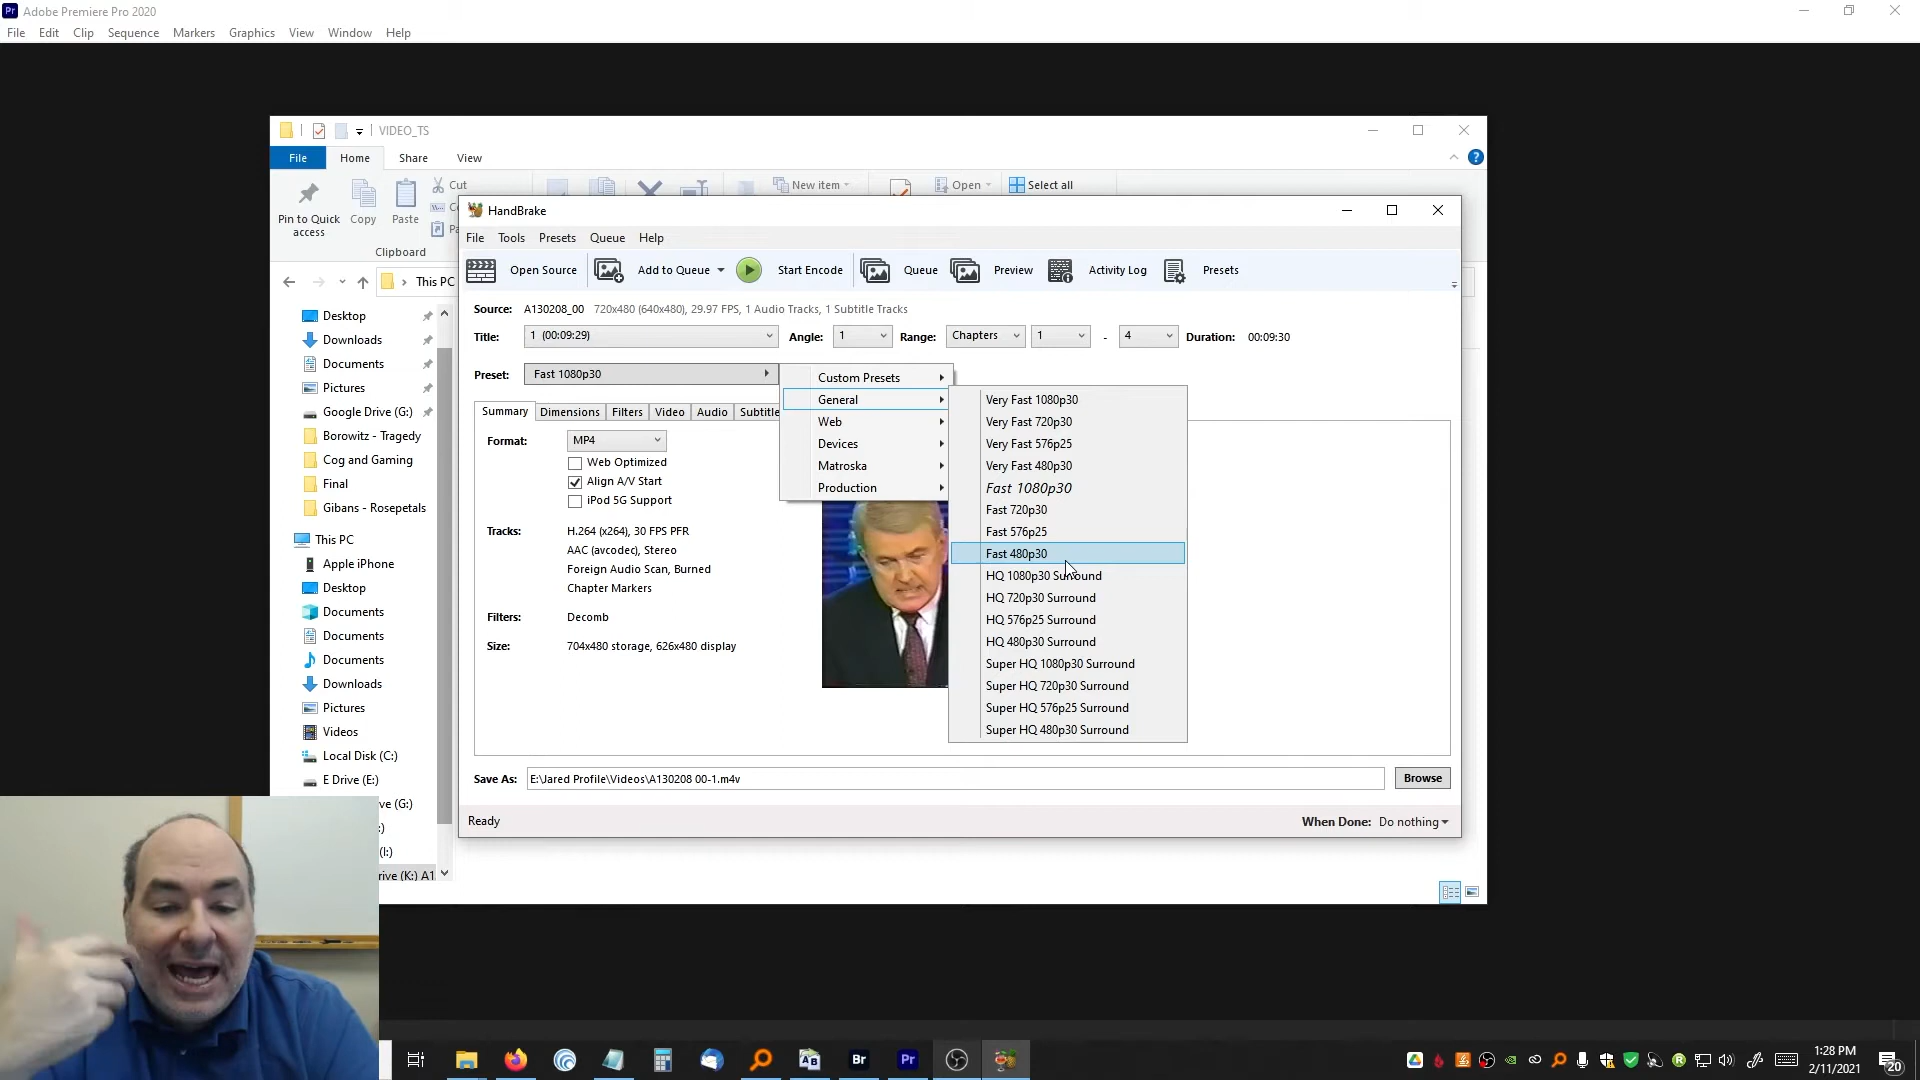 Adobe Premiere Pro 2020
File Edit Clip Sequence Markers Graphics View Window Help
VIDEO_TS
File Home Share View
Cut
New item
Open
Select all
Pin to Quick access
Copy
Paste
Clipboard
This PC
HandBrake
File Tools Presets Queue Help
Open Source
Add to Queue
Start Encode
Queue
Preview
Activity Log
Presets
Source: A130208_00 720x480 (640x480), 29.97 FPS, 1 Audio Tracks, 1 Subtitle Tracks
Title: 1 (00:09:29) Angle: 1 Range: Chapters 1 - 4 Duration: 00:09:30
Preset: Fast 1080p30
Summary Dimensions Filters Video Audio Subtitle
Format: MP4
Web Optimized
Align A/V Start
iPod 5G Support
Tracks: H.264 (x264), 30 FPS PFR
AAC (avcodec), Stereo
Foreign Audio Scan, Burned
Chapter Markers
Filters: Decomb
Size: 704x480 storage, 626x480 display
Custom Presets
General
Web
Devices
Matroska
Production
Very Fast 1080p30
Very Fast 720p30
Very Fast 576p25
Very Fast 480p30
Fast 1080p30
Fast 720p30
Fast 576p25
Fast 480p30
HQ 1080p30 Surround
HQ 720p30 Surround
HQ 576p25 Surround
HQ 480p30 Surround
Super HQ 1080p30 Surround
Super HQ 720p30 Surround
Super HQ 576p25 Surround
Super HQ 480p30 Surround
Save As: E:\Jared Profile\Videos\A130208 00-1.m4v Browse
Ready
When Done: Do nothing
Desktop
Downloads
Documents
Pictures
Google Drive (G:)
Borowitz - Tragedy
Cog and Gaming
Final
Gibans - Rosepetals
This PC
Apple iPhone
Desktop
Documents
Documents
Documents
Downloads
Pictures
Videos
Local Disk (C:)
E Drive (E:)
ve (G:)
:)
(I:)
rive (K:) A1
Br
Pr
1:28 PM
2/11/2021
20